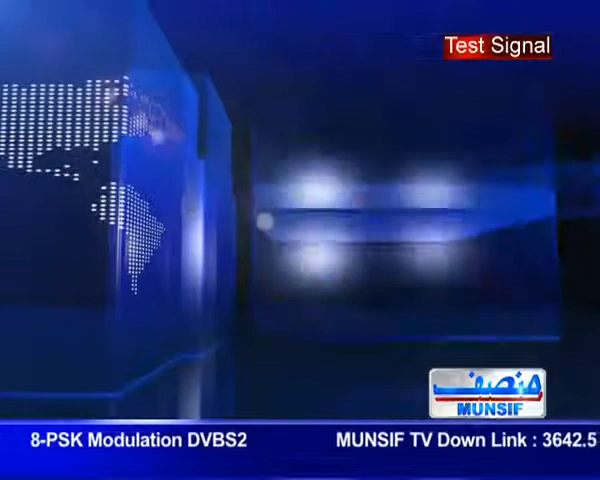 Test Signal
منصف
MUNSIF
8-PSK Modulation DVBS2 MUNSIF TV Down Link : 3642.5